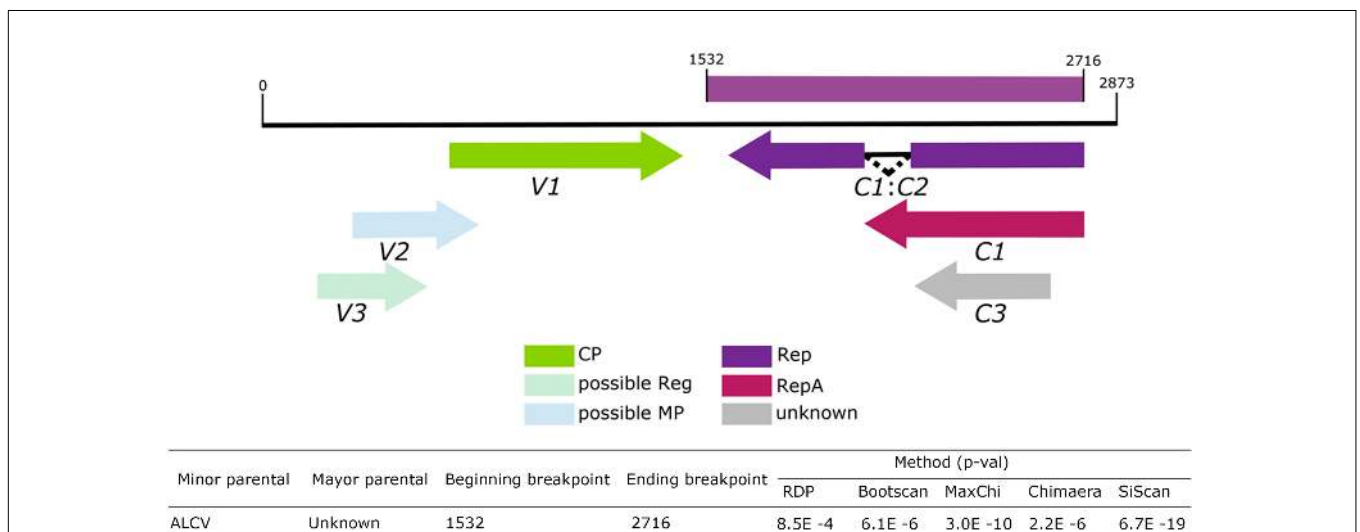 1532 2716
0 2873
V1 C1:C2
V2 C1
V3 C3
CP Rep
possible Reg RepA
possible MP unknown
Method (p-val)
Minor parental Mayor parental Beginning breakpoint Ending breakpoint
RDP Bootscan MaxChi Chimaera SiScan
ALCV Unknown 1532 2716 8.5E -4 6.1E -6 3.0E -10 2.2E -6 6.7E -19